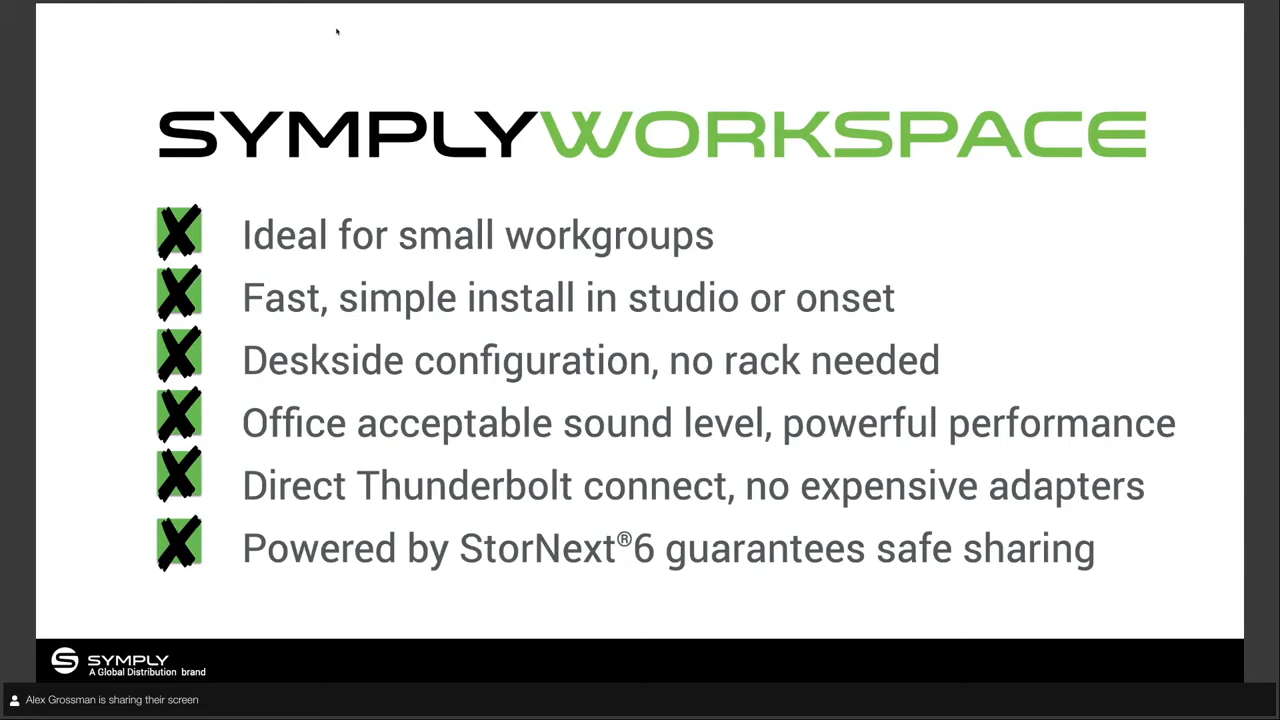 SYMPLYWORKSPACE
Ideal for small workgroups
Fast, simple install in studio or onset
Deskside configuration, no rack needed
Office acceptable sound level, powerful performance
Direct Thunderbolt connect, no expensive adapters
Powered by StorNext®6 guarantees safe sharing
SYMPLY
A Global Distribution brand
Alex Grossman is sharing their screen